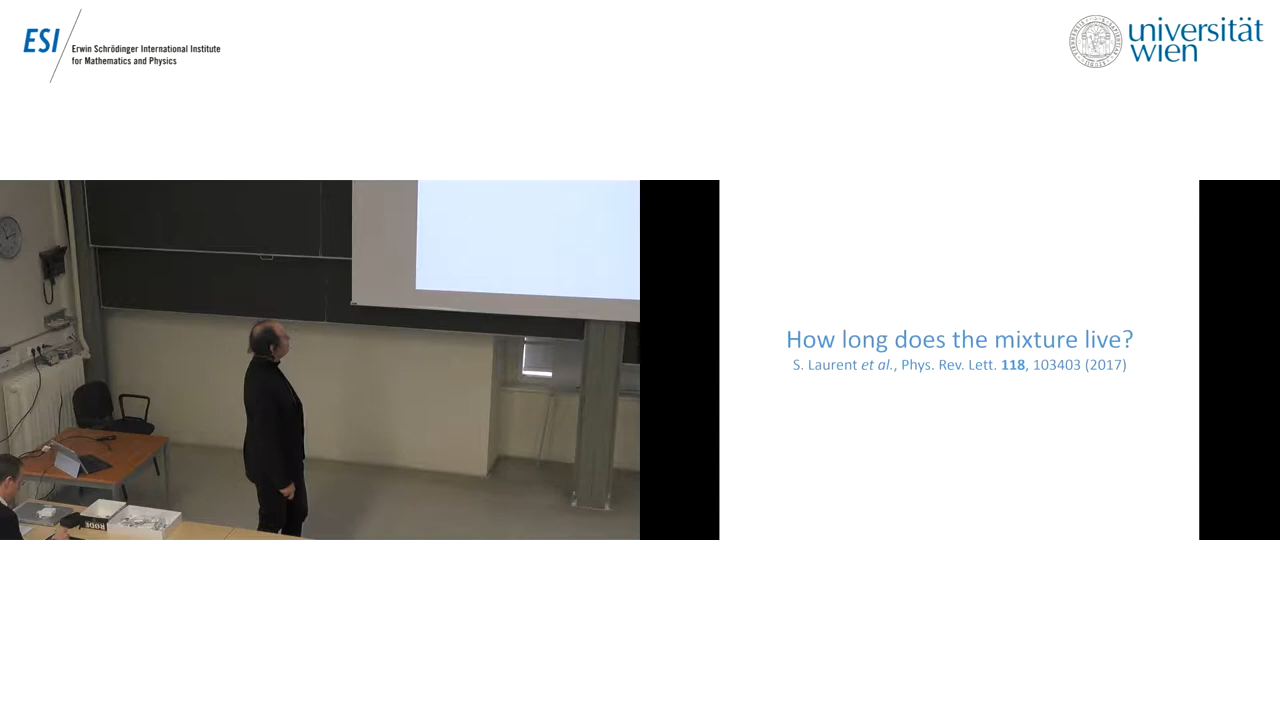 ESI
Erwin Schrödinger International Institute
for Mathematics and Physics
universität
wien
How long does the mixture live?
S. Laurent et al., Phys. Rev. Lett. 118, 103403 (2017)
RØDE